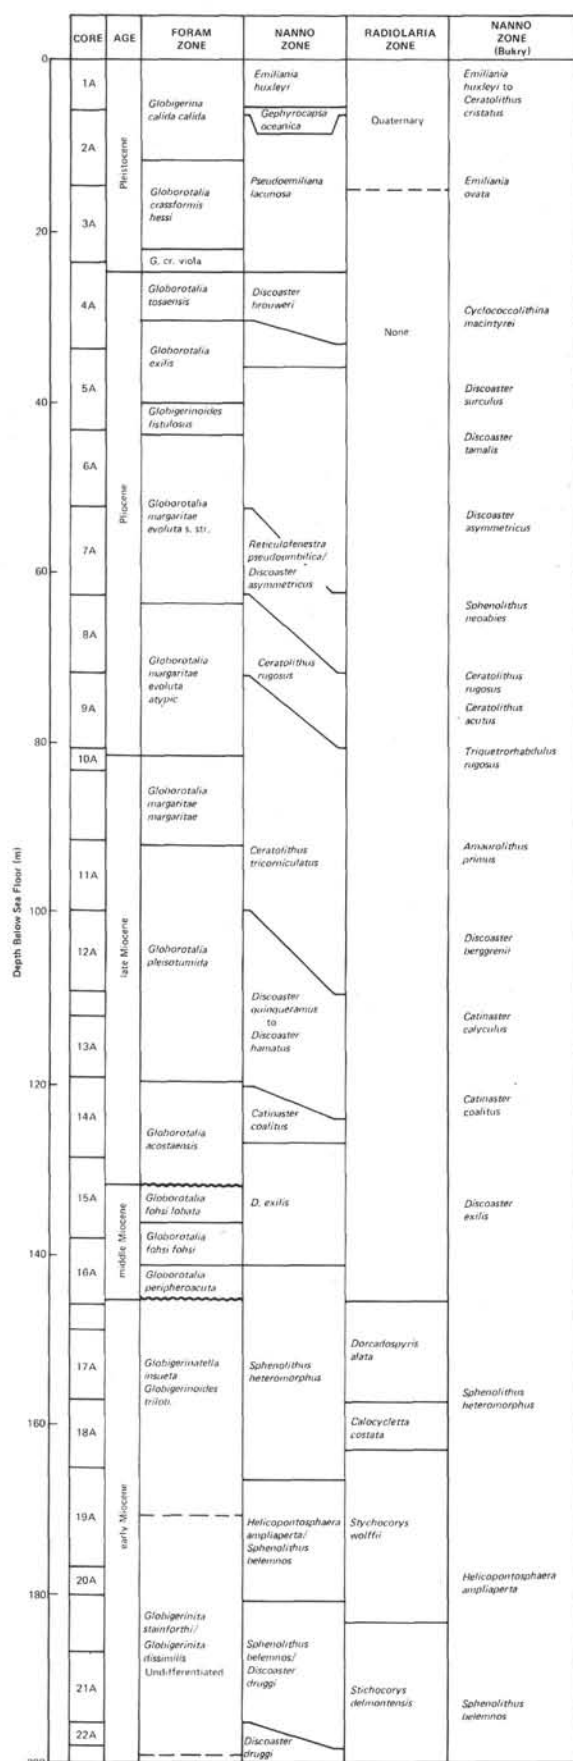 CORE
AGE
FORAM
ZONE
NANNO
ZONE
RADIOLARIA
ZONE
NANNO
ZONE
(Bukry)
Depth Below Sea Floor (m)
0
20
40
60
80
100
120
140
160
180
1A
2A
3A
4A
5A
6A
7A
8A
9A
10A
11A
12A
13A
14A
15A
16A
17A
18A
19A
20A
21A
22A
Pleistocene
Pliocene
late Miocene
middle Miocene
early Miocene
Globigerina
calida calida
Globorotalia
crassformis
hessi
G. cr. viola
Globorotalia
tosaensis
Globorotalia
exilis
Globigerinoides
fistulosus
Globorotalia
margaritae
evoluta s. str.
Globorotalia
margaritae
evoluta
atypic
Globorotalia
margaritae
margaritae
Globorotalia
pleisotumida
Globorotalia
acostaensis
Globorotalia
fohsi lobata
Globorotalia
fohsi fohsi
Globorotalia
peripheroacuta
Globigerinatella
insueta
Globigerinoides
trilob.
Globigerinita
stainforthi/
Globigerinita
dissimilis
Undifferentiated
Emiliania
huxleyi
Gephyrocapsa
oceanica
Pseudoemiliana
lacunosa
Discoaster
brouweri
Reticulofenestra
pseudoumbilica/
Discoaster
asymmetricus
Ceratolithus
rugosus
Ceratolithus
tricorniculatus
Discoaster
quinqueramus
to
Discoaster
hamatus
Catinaster
coalitus
D. exilis
Sphenolithus
heteromorphus
Helicopontosphaera
ampliaperta/
Sphenolithus
belemnos
Sphenolithus
belemnos/
Discoaster
druggi
Discoaster
druggi
Quaternary
None
Dorcadospyris
alata
Calocycletta
costata
Stychocorys
wolffii
Stichocorys
delmontensis
Emiliania
huxleyi to
Ceratolithus
cristatus
Emiliania
ovata
Cyclococcolithina
macintyrei
Discoaster
surculus
Discoaster
tamalis
Discoaster
asymmetricus
Sphenolithus
neoabies
Ceratolithus
rugosus
Ceratolithus
acutus
Triquetrorhabdulus
rugosus
Amaurolithus
primus
Discoaster
berggrenii
Catinaster
calyculus
Catinaster
coalitus
Discoaster
exilis
Sphenolithus
heteromorphus
Helicopontosphaera
ampliaperta
Sphenolithus
belemnos